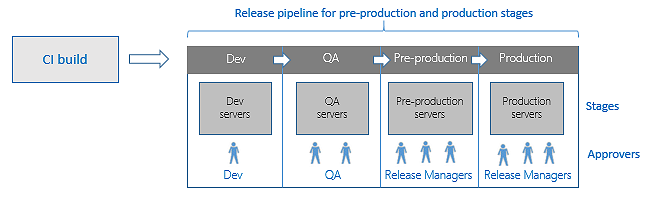 Release pipeline for pre-production and production stages
CI build
Dev QA Pre-production Production
Dev servers
QA servers
Pre-production servers
Production servers
Stages
Approvers
Dev QA Release Managers Release Managers